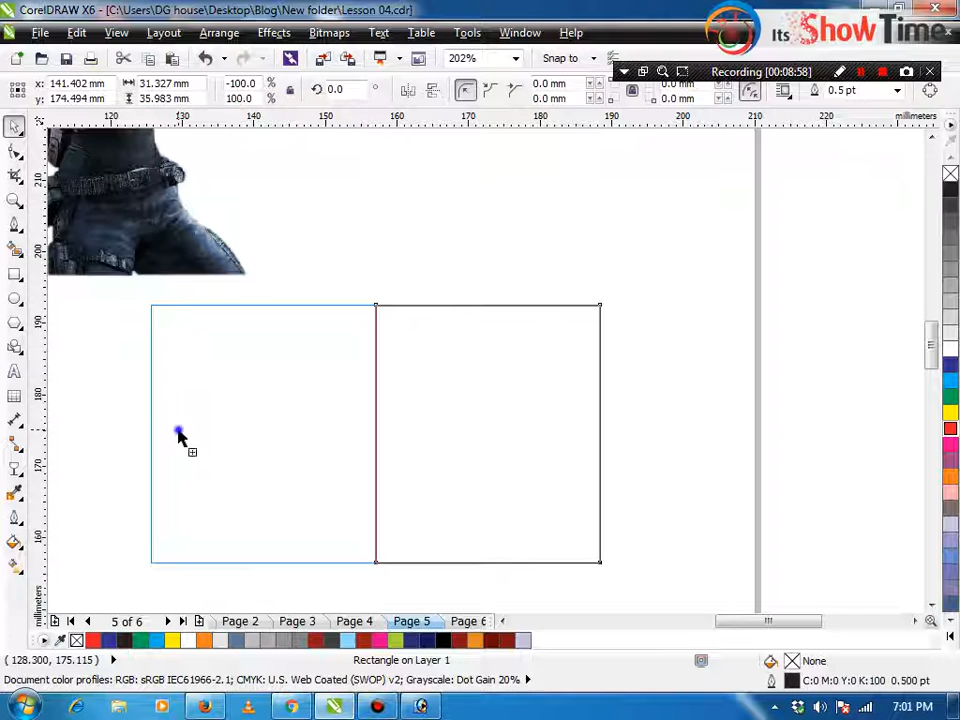 CorelDRAW X6 - [C:\Users\DG house\Desktop\Blog\New folder\Lesson 04.cdr]
File Edit View Layout Arrange Effects Bitmaps Text Table Tools Window Help
Its ShowTime
202% Snap to
Recording [00:08:58]
x: 141.402 mm 31.327 mm -100.0 % 0.0 ° 0.0 mm 0.0 mm 0.5 pt
y: 174.494 mm 35.983 mm 100.0 % 0.0 mm 0.0 mm
120 130 140 150 160 170 180 190 200 210 220 millimeters
210
200
190
180
170
160
millimeters
5 of 6 Page 2 Page 3 Page 4 Page 5 Page 6
( 128.300, 175.115 ) Rectangle on Layer 1 None
Document color profiles: RGB: sRGB IEC61966-2.1; CMYK: U.S. Web Coated (SWOP) v2; Grayscale: Dot Gain 20% C:0 M:0 Y:0 K:100 0.500 pt
7:01 PM